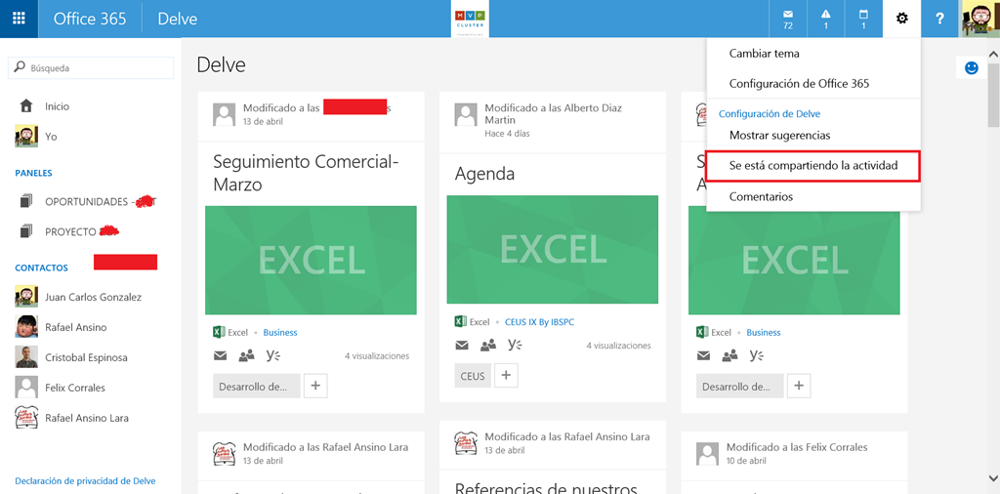 Office 365
Delve
MVP
CLUSTER
72
1
1
?
Búsqueda
Inicio
Yo
PANELES
OPORTUNIDADES -
PROYECTO
CONTACTOS
Juan Carlos Gonzalez
Rafael Ansino
Cristobal Espinosa
Felix Corrales
Rafael Ansino Lara
Declaración de privacidad de Delve
Delve
Modificado a las
13 de abril
Seguimiento Comercial-
Marzo
EXCEL
Excel
Business
4 visualizaciones
Desarrollo de...
+
Modificado a las Alberto Diaz
Martin
Hace 4 días
Agenda
EXCEL
Excel
CEUS IX By IBSPC
4 visualizaciones
CEUS
+
EXCEL
Excel
Business
Desarrollo de...
+
Cambiar tema
Configuración de Office 365
Configuración de Delve
Mostrar sugerencias
Se está compartiendo la actividad
Comentarios
Modificado a las Rafael Ansino Lara
13 de abril
Modificado a las Rafael Ansino Lara
13 de abril
Referencias de nuestros
Modificado a las Felix Corrales
10 de abril